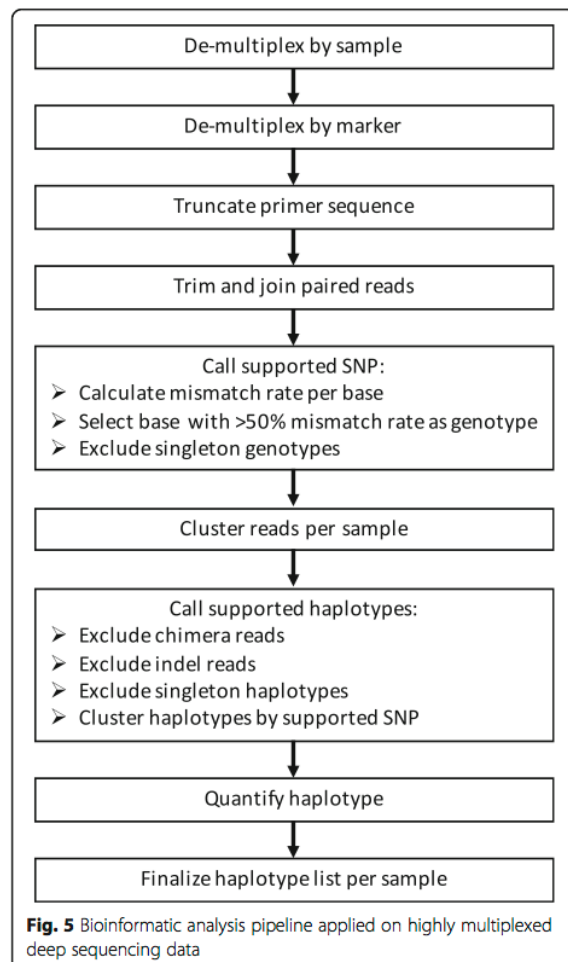 De-multiplex by sample
De-multiplex by marker
Truncate primer sequence
Trim and join paired reads
Call supported SNP:
➢ Calculate mismatch rate per base
➢ Select base with >50% mismatch rate as genotype
➢ Exclude singleton genotypes
Cluster reads per sample
Call supported haplotypes:
➢ Exclude chimera reads
➢ Exclude indel reads
➢ Exclude singleton haplotypes
➢ Cluster haplotypes by supported SNP
Quantify haplotype
Finalize haplotype list per sample
Fig. 5 Bioinformatic analysis pipeline applied on highly multiplexed
deep sequencing data